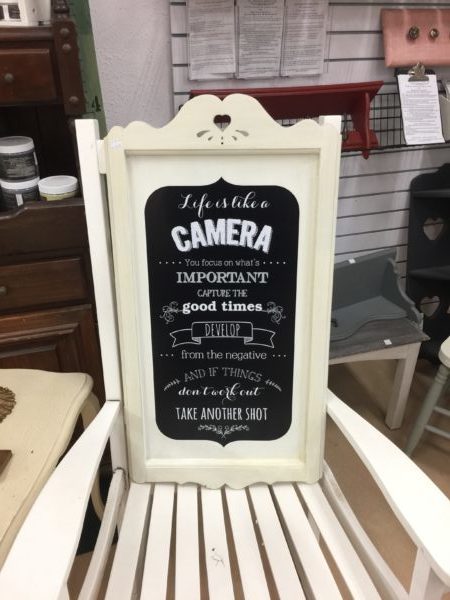 Life is like a
CAMERA
You focus on what's
IMPORTANT
CAPTURE THE
good times
DEVELOP
from the negative
AND IF THINGS
don't work out
TAKE ANOTHER SHOT